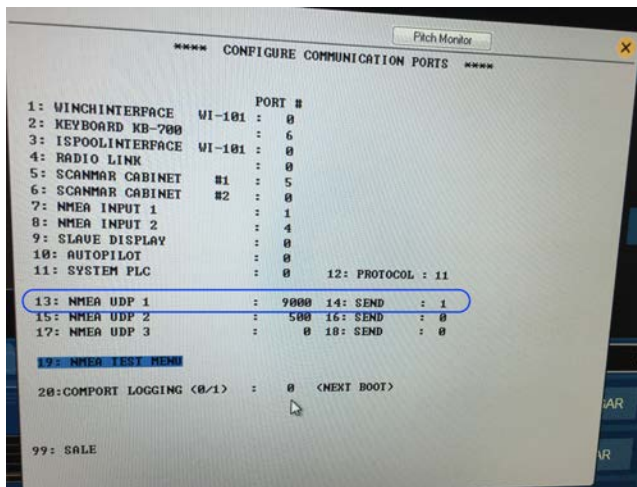 Pitch Monitor
**** CONFIGURE COMMUNICATION PORTS ****
PORT #
1: WINCHINTERFACE WI-101 : 0
2: KEYBOARD KB-700 : 6
3: ISPOOLINTERFACE WI-101 : 0
4: RADIO LINK : 0
5: SCANMAR CABINET #1 : 5
6: SCANMAR CABINET #2 : 0
7: NMEA INPUT 1 : 1
8: NMEA INPUT 2 : 4
9: SLAVE DISPLAY : 0
10: AUTOPILOT : 0
11: SYSTEM PLC : 0 12: PROTOCOL : 11
13: NMEA UDP 1 : 9000 14: SEND : 1
15: NMEA UDP 2 : 500 16: SEND : 0
17: NMEA UDP 3 : 0 18: SEND : 0
19: NMEA TEST MENU
20:COMPORT LOGGING (0/1) : 0 <NEXT BOOT>
99: SALE